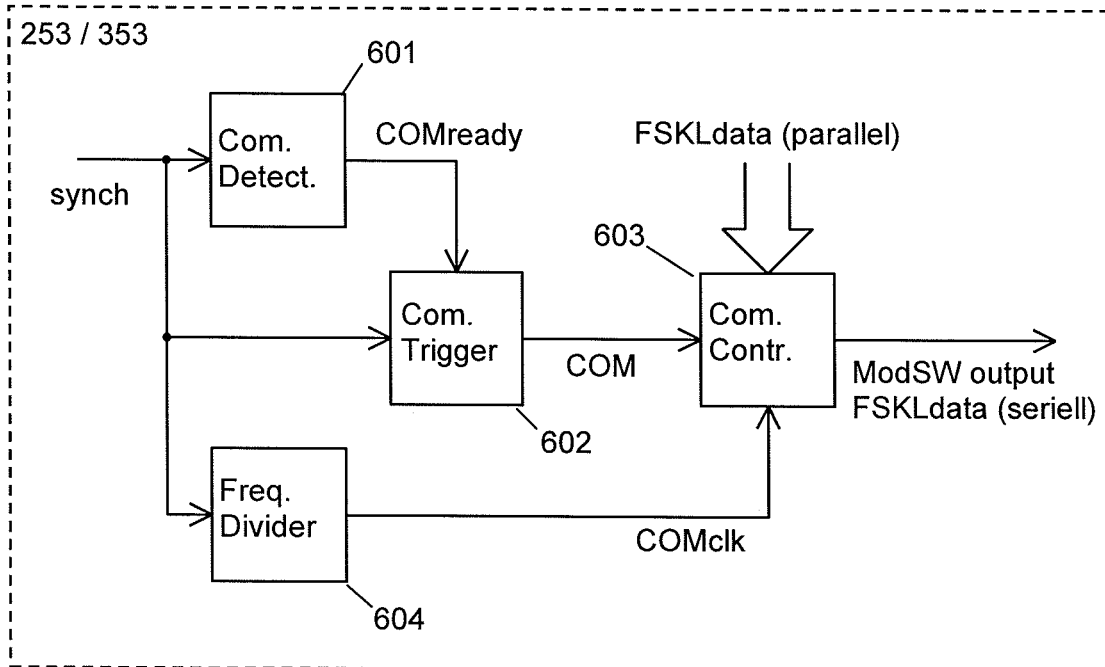 253 / 353
601
Com.
Detect.
COMready
FSKLdata (parallel)
synch
603
Com.
Trigger
COM
Com.
Contr.
ModSW output
FSKLdata (seriell)
602
Freq.
Divider
COMclk
604